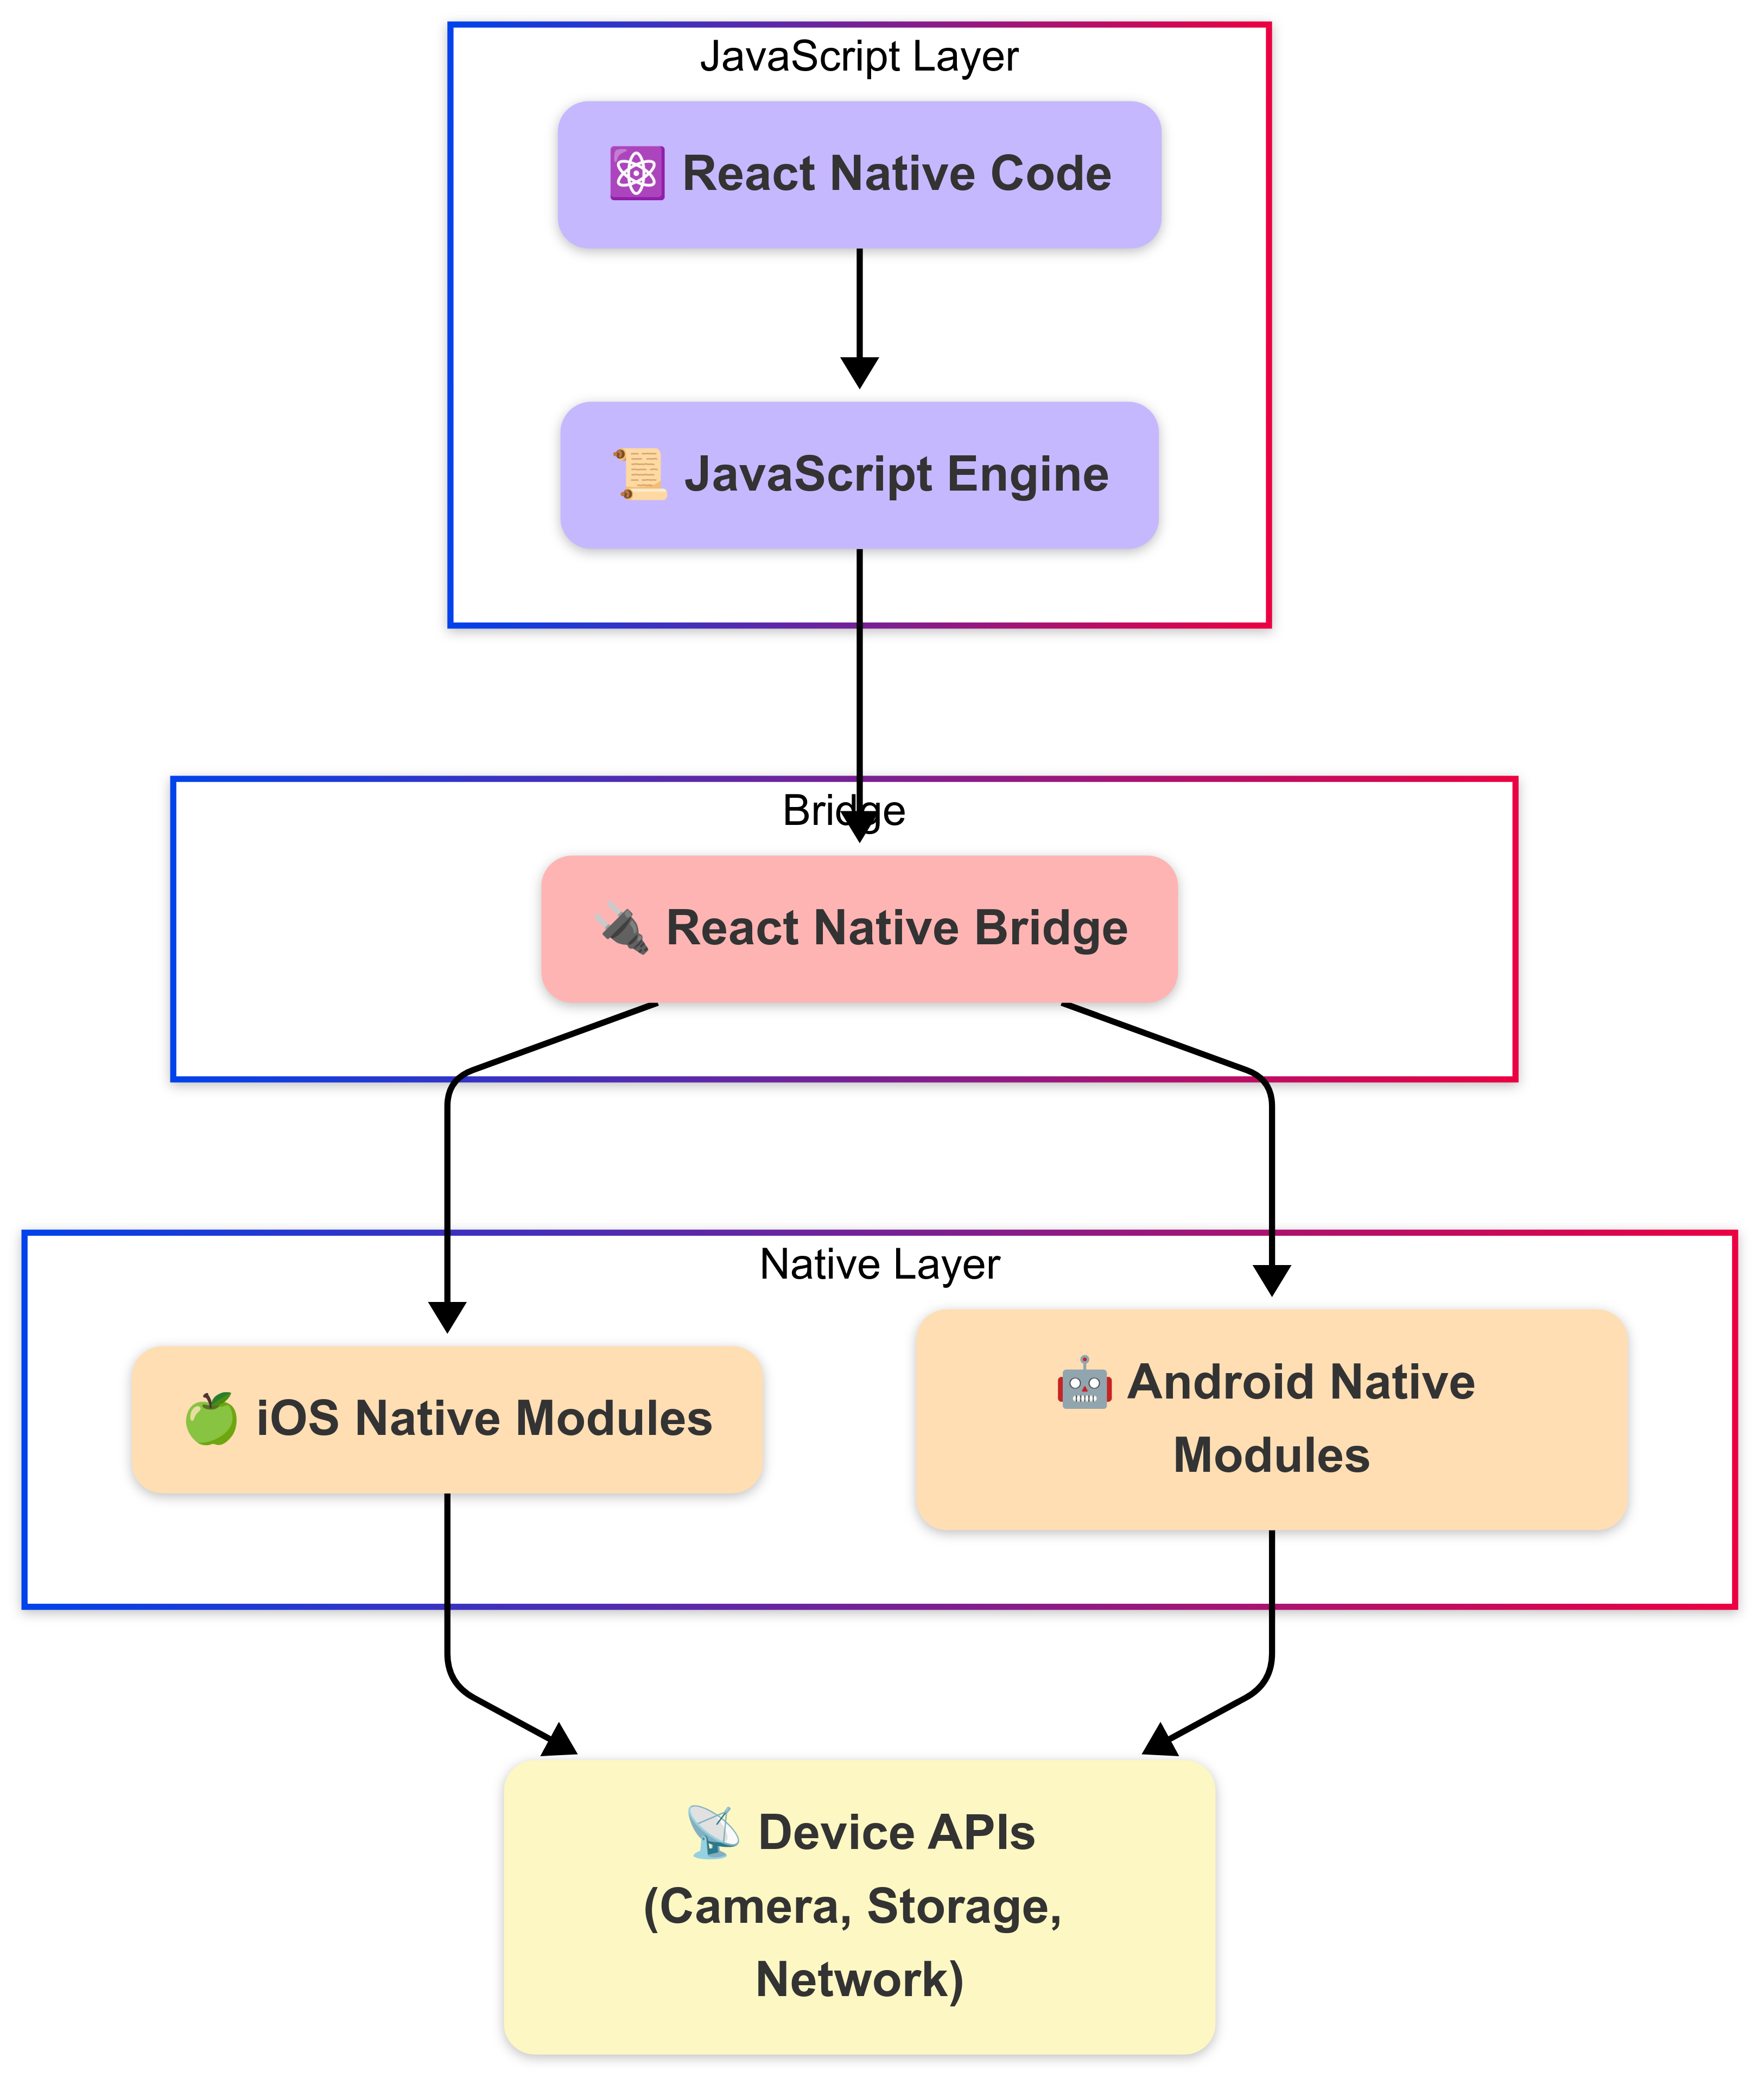 JavaScript Layer
⚛️ React Native Code
📜 JavaScript Engine
Bridge
🔌 React Native Bridge
Native Layer
🍏 iOS Native Modules
🤖 Android Native
Modules
📡 Device APIs
(Camera, Storage,
Network)